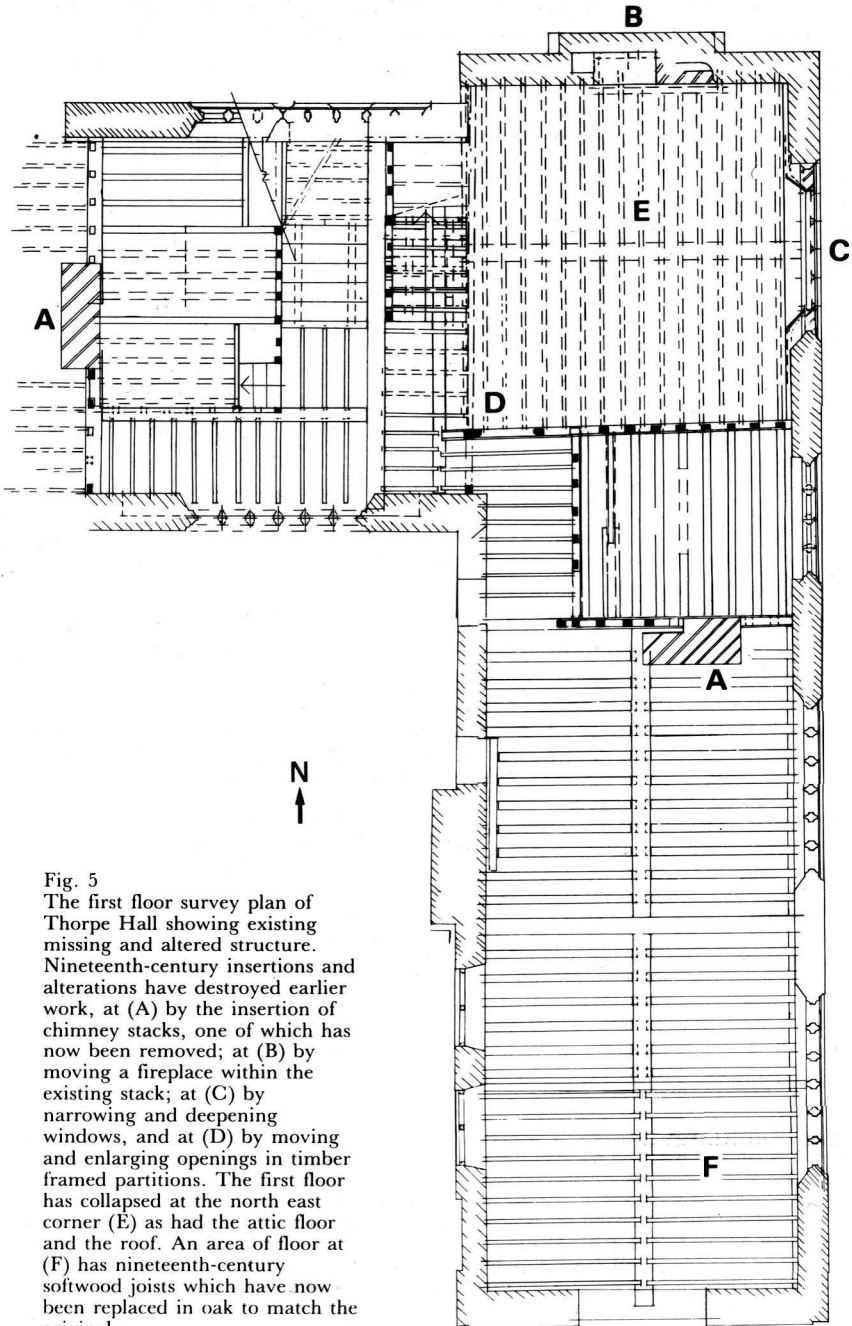 B
E
C
A
D
A
N
F
Fig. 5
The first floor survey plan of
Thorpe Hall showing existing
missing and altered structure.
Nineteenth-century insertions and
alterations have destroyed earlier
work, at (A) by the insertion of
chimney stacks, one of which has
now been removed; at (B) by
moving a fireplace within the
existing stack; at (C) by
narrowing and deepening
windows, and at (D) by moving
and enlarging openings in timber
framed partitions. The first floor
has collapsed at the north east
corner (E) as had the attic floor
and the roof. An area of floor at
(F) has nineteenth-century
softwood joists which have now
been replaced in oak to match the